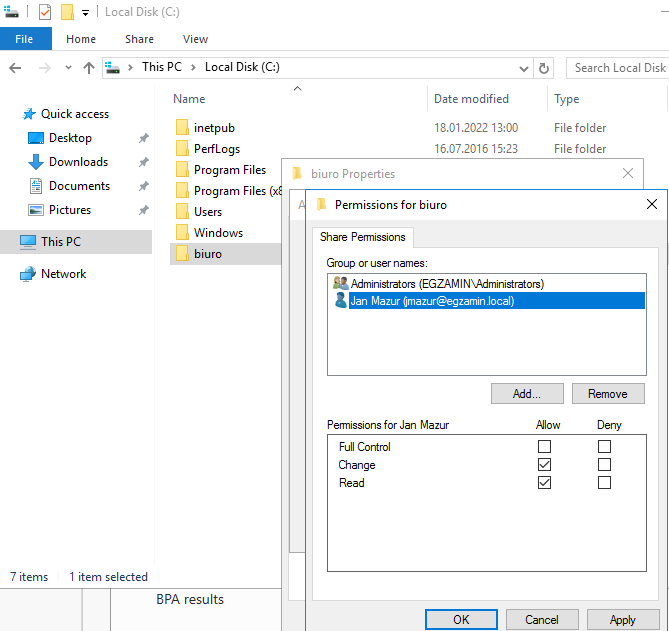 Local Disk (C:)
File Home Share View
This PC Local Disk (C:) Search Local Disk
Name Date modified Type
Quick access
Desktop
Downloads
Documents
Pictures
This PC
Network
inetpub 18.01.2022 13:00 File folder
PerfLogs 16.07.2016 15:23 File folder
Program Files
Program Files (x8
Users
Windows
biuro
biuro Properties
A
Permissions for biuro
Share Permissions
Group or user names:
Administrators (EGZAMIN\Administrators)
Jan Mazur (jmazur@egzamin.local)
Add... Remove
Permissions for Jan Mazur Allow Deny
Full Control
Change
Read
OK Cancel Apply
7 items 1 item selected
BPA results